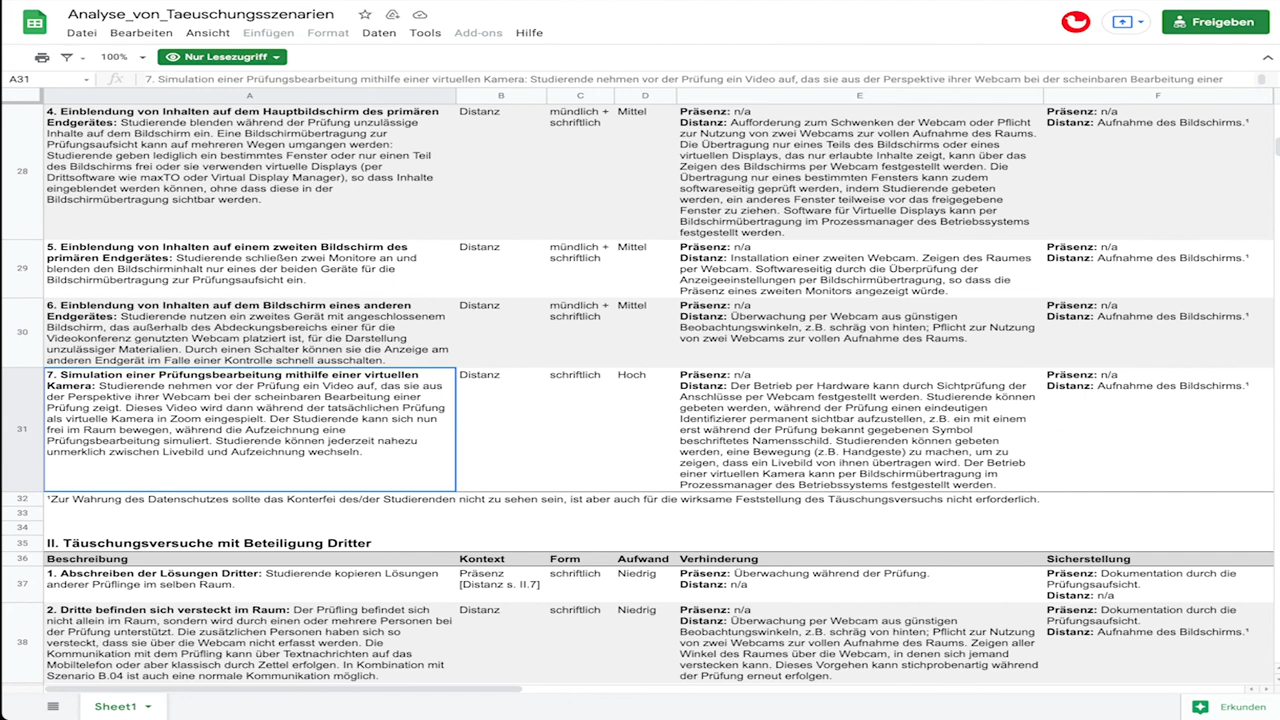 Analyse_von_Taeuschungsszenarien
Datei Bearbeiten Ansicht Einfügen Format Daten Tools Add-ons Hilfe
Freigeben
100% Nur Lesezugriff
A31 fx 7. Simulation einer Prüfungsbearbeitung mithilfe einer virtuellen Kamera: Studierende nehmen vor der Prüfung ein Video auf, das sie aus der Perspektive ihrer Webcam bei der scheinbaren Bearbeitung einer
A B C D E F
28
4. Einblendung von Inhalten auf dem Hauptbildschirm des primären
Endgerätes: Studierende blenden während der Prüfung unzulässige
Inhalte auf dem Bildschirm ein. Eine Bildschirmübertragung zur
Prüfungsaufsicht kann auf mehreren Wegen umgangen werden:
Studierende geben lediglich ein bestimmtes Fenster oder nur einen Teil
des Bildschirms frei oder sie verwenden virtuelle Displays (per
Drittsoftware wie maxTO oder Virtual Display Manager), so dass Inhalte
eingeblendet werden können, ohne dass diese in der
Bildschirmübertragung sichtbar werden.
Distanz
mündlich +
schriftlich
Mittel
Präsenz: n/a
Distanz: Aufforderung zum Schwenken der Webcam oder Pflicht
zur Nutzung von zwei Webcams zur vollen Aufnahme des Raums.
Die Übertragung nur eines Teils des Bildschirms oder eines
virtuellen Displays, das nur erlaubte Inhalte zeigt, kann über das
Zeigen des Bildschirms per Webcam festgestellt werden. Die
Übertragung nur eines bestimmten Fensters kann zudem
softwareseitig geprüft werden, indem Studierende gebeten
werden, ein anderes Fenster teilweise vor das freigegebene
Fenster zu ziehen. Software für Virtuelle Displays kann per
Bildschirmübertragung im Prozessmanager des Betriebssystems
festgestellt werden.
Präsenz: n/a
Distanz: Aufnahme des Bildschirms.¹
29
5. Einblendung von Inhalten auf einem zweiten Bildschirm des
primären Endgerätes: Studierende schließen zwei Monitore an und
blenden den Bildschirminhalt nur eines der beiden Geräte für die
Bildschirmübertragung zur Prüfungsaufsicht ein.
Distanz
mündlich +
schriftlich
Mittel
Präsenz: n/a
Distanz: Installation einer zweiten Webcam. Zeigen des Raumes
per Webcam. Softwareseitig durch die Überprüfung der
Anzeigeeinstellungen per Bildschirmübertragung, so dass die
Präsenz eines zweiten Monitors angezeigt würde.
Präsenz: n/a
Distanz: Aufnahme des Bildschirms.¹
30
6. Einblendung von Inhalten auf dem Bildschirm eines anderen
Endgerätes: Studierende nutzen ein zweites Gerät mit angeschlossenem
Bildschirm, das außerhalb des Abdeckungsbereichs einer für die
Videokonferenz genutzten Webcam platziert ist, für die Darstellung
unzulässiger Materialien. Durch einen Schalter können sie die Anzeige am
anderen Endgerät im Falle einer Kontrolle schnell ausschalten.
Distanz
mündlich +
schriftlich
Mittel
Präsenz: n/a
Distanz: Überwachung per Webcam aus günstigen
Beobachtungswinkeln, z.B. schräg von hinten; Pflicht zur Nutzung
von zwei Webcams zur vollen Aufnahme des Raums.
Präsenz: n/a
Distanz: Aufnahme des Bildschirms.¹
31
7. Simulation einer Prüfungsbearbeitung mithilfe einer virtuellen
Kamera: Studierende nehmen vor der Prüfung ein Video auf, das sie aus
der Perspektive ihrer Webcam bei der scheinbaren Bearbeitung einer
Prüfung zeigt. Dieses Video wird dann während der tatsächlichen Prüfung
als virtuelle Kamera in Zoom eingespielt. Der Studierende kann sich nun
frei im Raum bewegen, während die Aufzeichnung eine
Prüfungsbearbeitung simuliert. Studierende können jederzeit nahezu
unmerklich zwischen Livebild und Aufzeichnung wechseln.
Distanz
schriftlich
Hoch
Präsenz: n/a
Distanz: Der Betrieb per Hardware kann durch Sichtprüfung der
Anschlüsse per Webcam festgestellt werden. Studierende können
gebeten werden, während der Prüfung einen eindeutigen
Identifizierer permanent sichtbar aufzustellen, z.B. ein mit einem
erst während der Prüfung bekannt gegebenen Symbol
beschriftetes Namensschild. Studierenden können gebeten
werden, eine Bewegung (z.B. Handgeste) zu machen, um zu
zeigen, dass ein Livebild von ihnen übertragen wird. Der Betrieb
einer virtuellen Kamera kann per Bildschirmübertragung im
Prozessmanager des Betriebssystems festgestellt werden.
Präsenz: n/a
Distanz: Aufnahme des Bildschirms.¹
32 ¹Zur Wahrung des Datenschutzes sollte das Konterfei des/der Studierenden nicht zu sehen sein, ist aber auch für die wirksame Feststellung des Täuschungsversuchs nicht erforderlich.
33
34
35 II. Täuschungsversuche mit Beteiligung Dritter
36 Beschreibung Kontext Form Aufwand Verhinderung Sicherstellung
37
1. Abschreiben der Lösungen Dritter: Studierende kopieren Lösungen
anderer Prüflinge im selben Raum.
Präsenz
[Distanz s. II.7]
schriftlich
Niedrig
Präsenz: Überwachung während der Prüfung.
Distanz: n/a
Präsenz: Dokumentation durch die
Prüfungsaufsicht.
Distanz: n/a
38
2. Dritte befinden sich versteckt im Raum: Der Prüfling befindet sich
nicht allein im Raum, sondern wird durch einen oder mehrere Personen bei
der Prüfung unterstützt. Die zusätzlichen Personen haben sich so
versteckt, dass sie über die Webcam nicht erfasst werden. Die
Kommunikation mit dem Prüfling kann über Textnachrichten auf das
Mobiltelefon oder aber klassisch durch Zettel erfolgen. In Kombination mit
Szenario B.04 ist auch eine normale Kommunikation möglich.
Distanz
schriftlich
Niedrig
Präsenz: n/a
Distanz: Überwachung per Webcam aus günstigen
Beobachtungswinkeln, z.B. schräg von hinten; Pflicht zur Nutzung
von zwei Webcams zur vollen Aufnahme des Raums. Zeigen aller
Winkel des Raumes über die Webcam, in denen sich jemand
verstecken kann. Dieses Vorgehen kann stichprobenartig während
der Prüfung erneut erfolgen.
Präsenz: Dokumentation durch die
Prüfungsaufsicht.
Distanz: Aufnahme des Bildschirms.¹
Sheet1
Erkunden